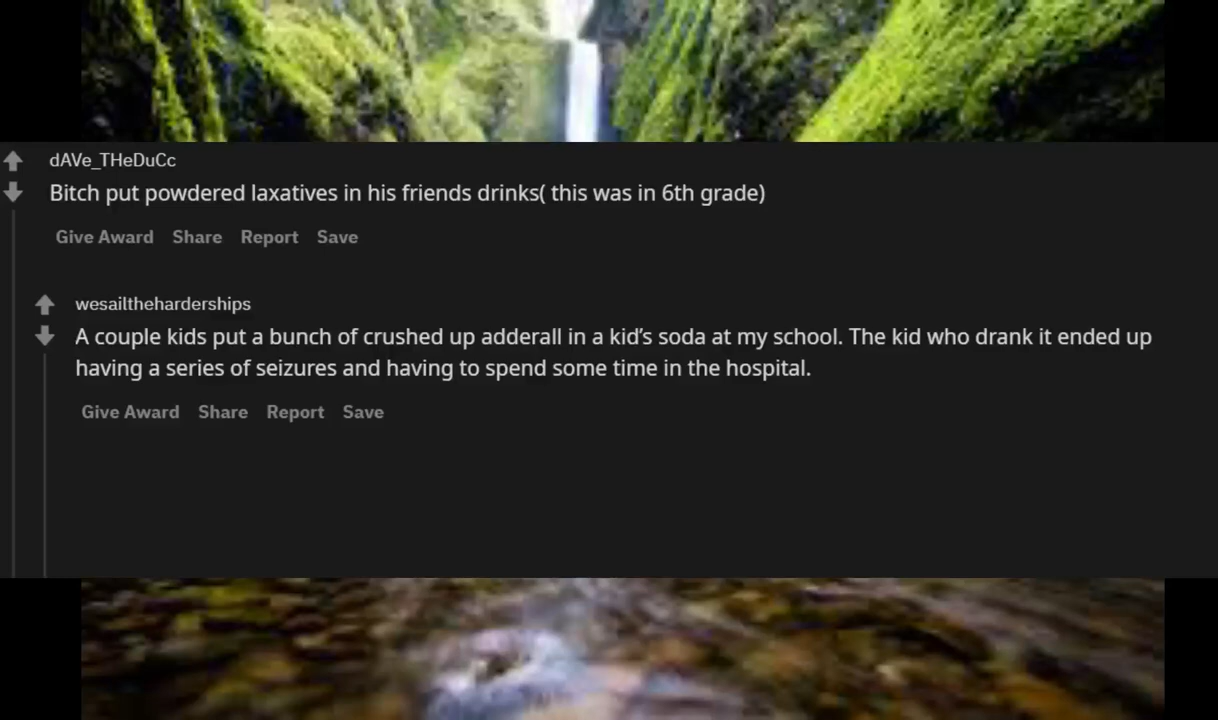 dAVe_THeDuCc
Bitch put powdered laxatives in his friends drinks( this was in 6th grade)
Give Award Share Report Save
wesailtheharderships
A couple kids put a bunch of crushed up adderall in a kid’s soda at my school. The kid who drank it ended up
having a series of seizures and having to spend some time in the hospital.
Give Award Share Report Save